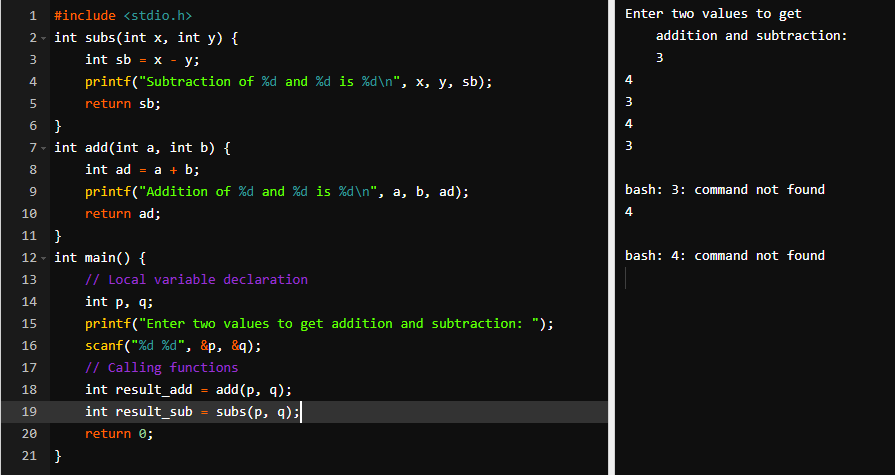 1 #include <stdio.h>
2 int subs(int x, int y) {
3     int sb = x - y;
4     printf("Subtraction of %d and %d is %d\n", x, y, sb);
5     return sb;
6 }
7 int add(int a, int b) {
8     int ad = a + b;
9     printf("Addition of %d and %d is %d\n", a, b, ad);
10     return ad;
11 }
12 int main() {
13     // Local variable declaration
14     int p, q;
15     printf("Enter two values to get addition and subtraction: ");
16     scanf("%d %d", &p, &q);
17     // Calling functions
18     int result_add = add(p, q);
19     int result_sub = subs(p, q);
20     return 0;
21 }
Enter two values to get
    addition and subtraction:
    3
4
3
4
3
bash: 3: command not found
4
bash: 4: command not found